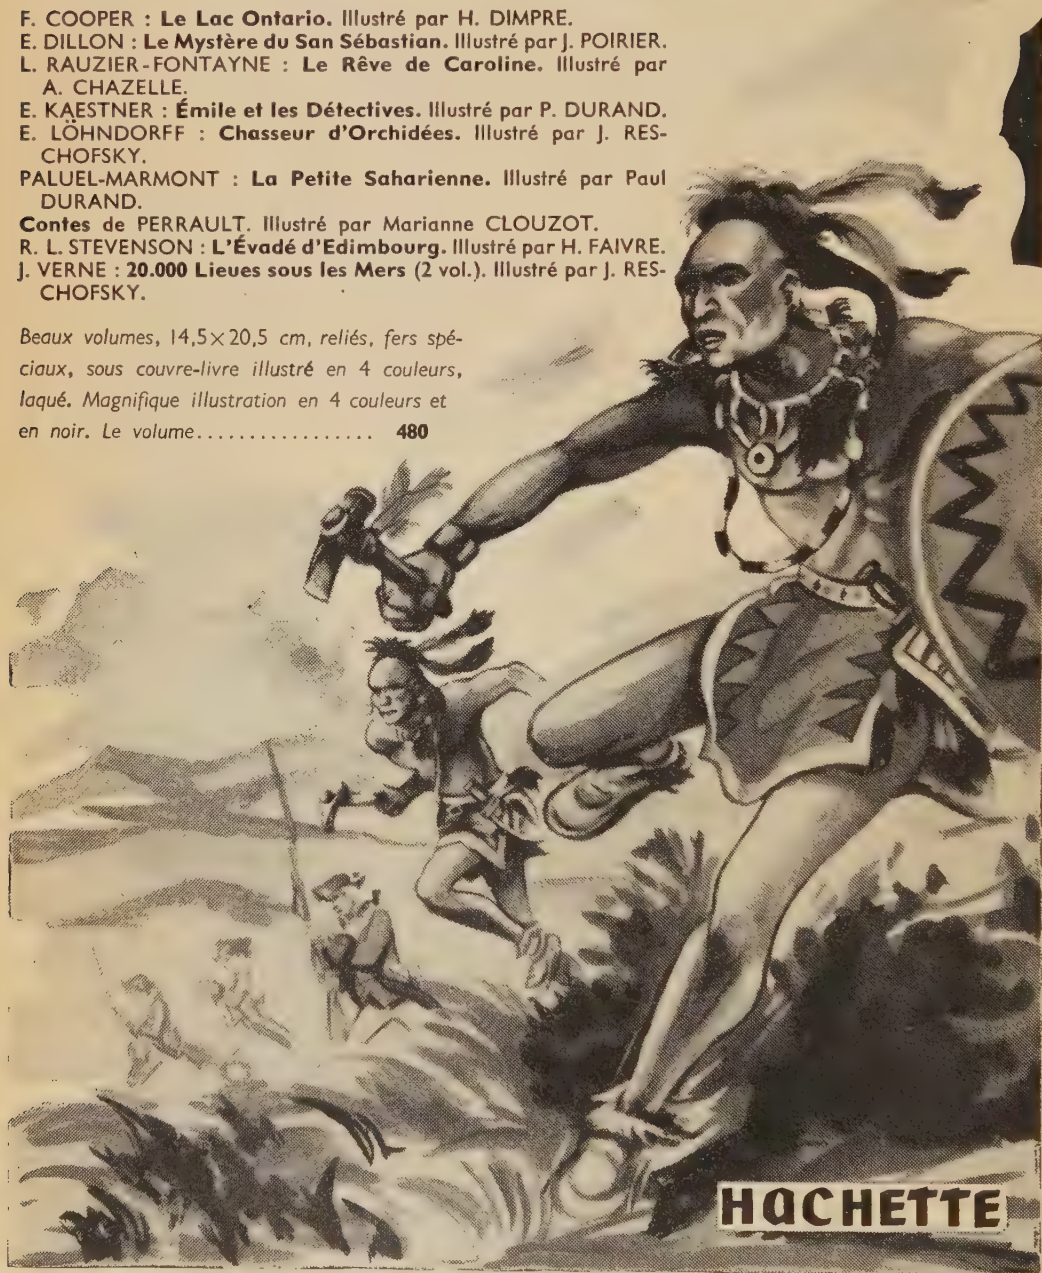 F. COOPER : Le Lac Ontario. Illustré par H. DIMPRE.
E. DILLON : Le Mystère du San Sébastian. Illustré par J. POIRIER.
L. RAUZIER-FONTAYNE : Le Rêve de Caroline. Illustré par
A. CHAZELLE.
E. KAESTNER : Émile et les Détectives. Illustré par P. DURAND.
E. LÖHNDORFF : Chasseur d'Orchidées. Illustré par J. RES-
CHOFSKY.
PALUEL-MARMONT : La Petite Saharienne. Illustré par Paul
DURAND.
Contes de PERRAULT. Illustré par Marianne CLOUZOT.
R. L. STEVENSON : L'Évadé d'Edimbourg. Illustré par H. FAIVRE.
J. VERNE : 20.000 Lieues sous les Mers (2 vol.). Illustré par J. RES-
CHOFSKY.
Beaux volumes, 14,5×20,5 cm, reliés, fers spé-
ciaux, sous couvre-livre illustré en 4 couleurs,
laqué. Magnifique illustration en 4 couleurs et
en noir. Le volume................. 480
HACHETTE